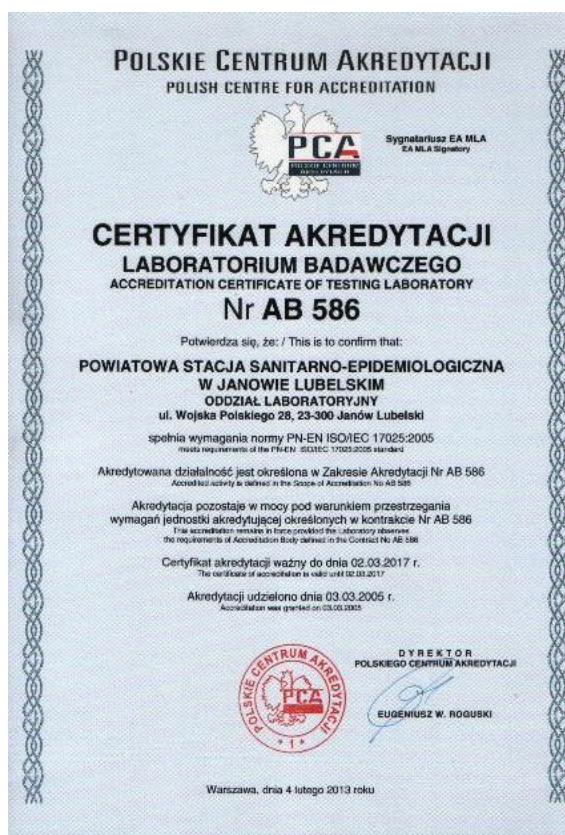 POLSKIE CENTRUM AKREDYTACJI
POLISH CENTRE FOR ACCREDITATION
PCA
POLSKIE CENTRUM
AKREDYTACJI
Sygnatariusz EA MLA
EA MLA Signatory
CERTYFIKAT AKREDYTACJI
LABORATORIUM BADAWCZEGO
ACCREDITATION CERTIFICATE OF TESTING LABORATORY
Nr AB 586
Potwierdza się, że: / This is to confirm that:
POWIATOWA STACJA SANITARNO-EPIDEMIOLOGICZNA
W JANOWIE LUBELSKIM
ODDZIAŁ LABORATORYJNY
ul. Wojska Polskiego 28, 23-300 Janów Lubelski
spełnia wymagania normy PN-EN ISO/IEC 17025:2005
meets requirements of the PN-EN ISO/IEC 17025:2005 standard
Akredytowana działalność jest określona w Zakresie Akredytacji Nr AB 586
Accredited activity is defined in the Scope of Accreditation No AB 586
Akredytacja pozostaje w mocy pod warunkiem przestrzegania
wymagań jednostki akredytującej określonych w kontrakcie Nr AB 586
This accreditation remains in force provided the Laboratory observes
the requirements of Accreditation Body defined in the Contract No AB 586
Certyfikat akredytacji ważny do dnia 02.03.2017 r.
The certificate of accreditation is valid until 02.03.2017
Akredytacji udzielono dnia 03.03.2005 r.
Accreditation was granted on 03.03.2005
POLSKIE CENTRUM AKREDYTACJI
PCA
* 1 *
DYREKTOR
POLSKIEGO CENTRUM AKREDYTACJI
EUGENIUSZ W. ROGUSKI
Warszawa, dnia 4 lutego 2013 roku